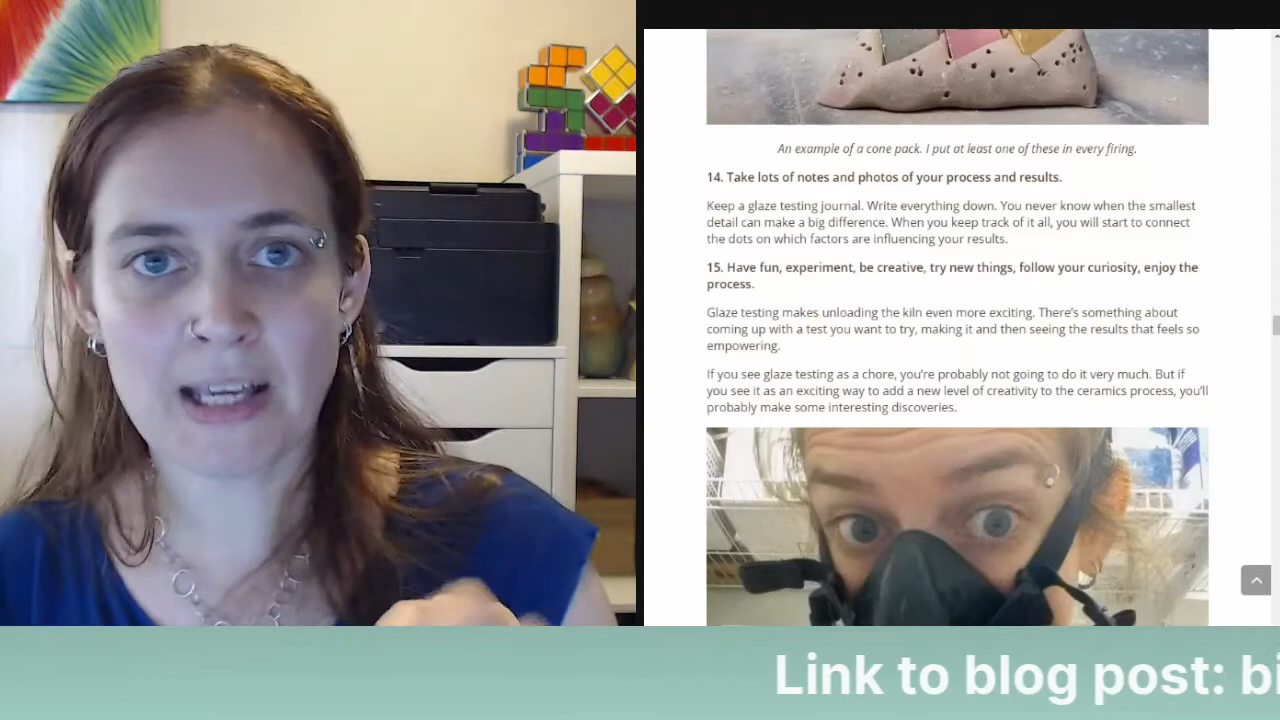 An example of a cone pack. I put at least one of these in every firing.
14. Take lots of notes and photos of your process and results.
Keep a glaze testing journal. Write everything down. You never know when the smallest
detail can make a big difference. When you keep track of it all, you will start to connect
the dots on which factors are influencing your results.
15. Have fun, experiment, be creative, try new things, follow your curiosity, enjoy the
process.
Glaze testing makes unloading the kiln even more exciting. There's something about
coming up with a test you want to try, making it and then seeing the results that feels so
empowering.
If you see glaze testing as a chore, you're probably not going to do it very much. But if
you see it as an exciting way to add a new level of creativity to the ceramics process, you'll
probably make some interesting discoveries.
Link to blog post: bi